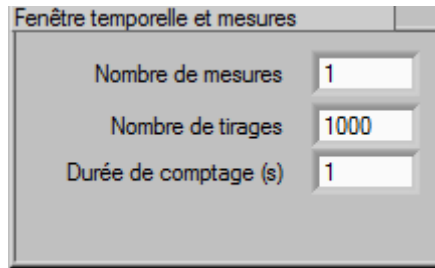 Fenêtre temporelle et mesures
Nombre de mesures 1
Nombre de tirages 1000
Durée de comptage (s) 1